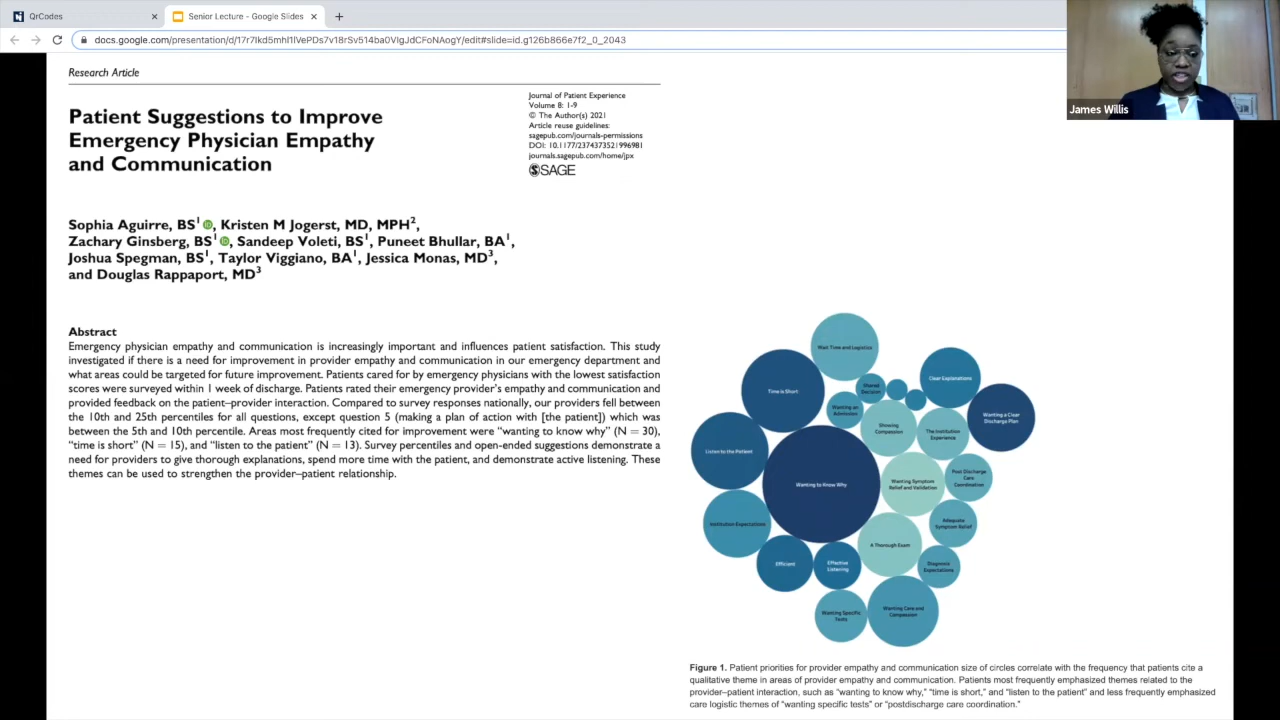 QrCodes
Senior Lecture - Google Slides
docs.google.com/presentation/d/17r7Ikd5mhI1lVePDs7v18rSv514ba0VIgJdCFoNAogY/edit#slide=id.g126b866e7f2_0_2043
James Willis
Research Article
Patient Suggestions to Improve
Emergency Physician Empathy
and Communication
Journal of Patient Experience
Volume 8: 1-9
© The Author(s) 2021
Article reuse guidelines:
sagepub.com/journals-permissions
DOI: 10.1177/2374373521996981
journals.sagepub.com/home/jpx
SAGE
Sophia Aguirre, BS1, Kristen M Jogerst, MD, MPH2,
Zachary Ginsberg, BS1, Sandeep Voleti, BS1, Puneet Bhullar, BA1,
Joshua Spegman, BS1, Taylor Viggiano, BA1, Jessica Monas, MD3,
and Douglas Rappaport, MD3
Abstract
Emergency physician empathy and communication is increasingly important and influences patient satisfaction. This study
investigated if there is a need for improvement in provider empathy and communication in our emergency department and
what areas could be targeted for future improvement. Patients cared for by emergency physicians with the lowest satisfaction
scores were surveyed within 1 week of discharge. Patients rated their emergency provider's empathy and communication and
provided feedback on the patient–provider interaction. Compared to survey responses nationally, our providers fell between
the 10th and 25th percentiles for all questions, except question 5 (making a plan of action with [the patient]) which was
between the 5th and 10th percentile. Areas most frequently cited for improvement were "wanting to know why" (N = 30),
"time is short" (N = 15), and "listen to the patient" (N = 13). Survey percentiles and open-ended suggestions demonstrate a
need for providers to give thorough explanations, spend more time with the patient, and demonstrate active listening. These
themes can be used to strengthen the provider–patient relationship.
Wait Time and Logistics
Time is Short
Shared
Decision
Clear Explanations
Wanting an
Admission
Wanting a Clear
Discharge Plan
Showing
Compassion
The Institution
Experience
Listen to the Patient
Wanting to Know Why
Wanting Symptom
Relief and Validation
Post Discharge
Care
Coordination
Institution Expectations
Adequate
Symptom Relief
A Thorough Exam
Efficient
Effective
Listening
Diagnosis
Expectations
Wanting Specific
Tests
Wanting Care and
Compassion
Figure 1. Patient priorities for provider empathy and communication size of circles correlate with the frequency that patients cite a
qualitative theme in areas of provider empathy and communication. Patients most frequently emphasized themes related to the
provider–patient interaction, such as "wanting to know why," "time is short," and "listen to the patient" and less frequently emphasized
care logistic themes of "wanting specific tests" or "postdischarge care coordination."